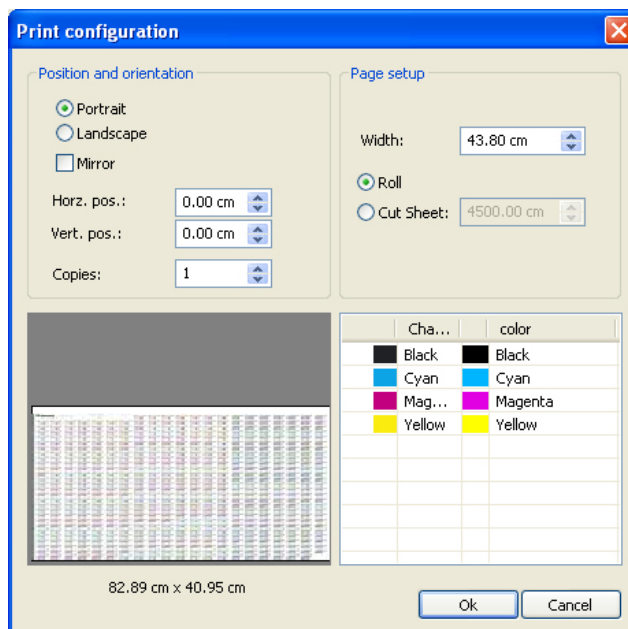 Print configuration
Position and orientation
Portrait
Landscape
Mirror
Horz. pos.: 0.00 cm
Vert. pos.: 0.00 cm
Copies: 1
Page setup
Width: 43.80 cm
Roll
Cut Sheet: 4500.00 cm
82.89 cm x 40.95 cm
Cha... color
Black Black
Cyan Cyan
Mag... Magenta
Yellow Yellow
Ok Cancel